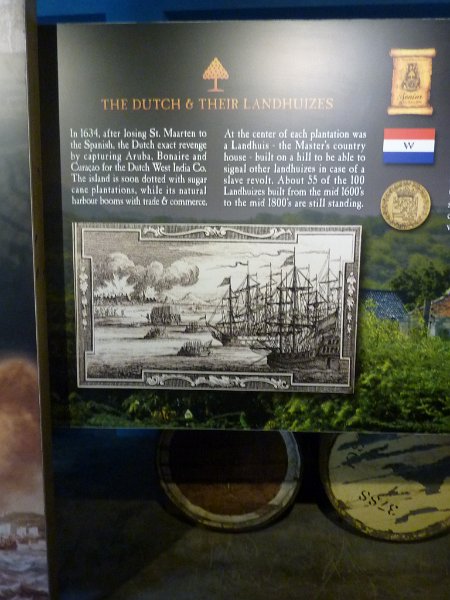 THE DUTCH & THEIR LANDHUIZES
In 1634, after losing St. Maarten to
the Spanish, the Dutch exact revenge
by capturing Aruba, Bonaire and
Curaçao for the Dutch West India Co.
The island is soon dotted with sugar
cane plantations, while its natural
harbour booms with trade & commerce.
At the center of each plantation was
a Landhuis - the Master's country
house - built on a hill to be able to
signal other landhuizes in case of a
slave revolt. About 55 of the 100
Landhuizes built from the mid 1600's
to the mid 1800's are still standing.
Senior
W
3755